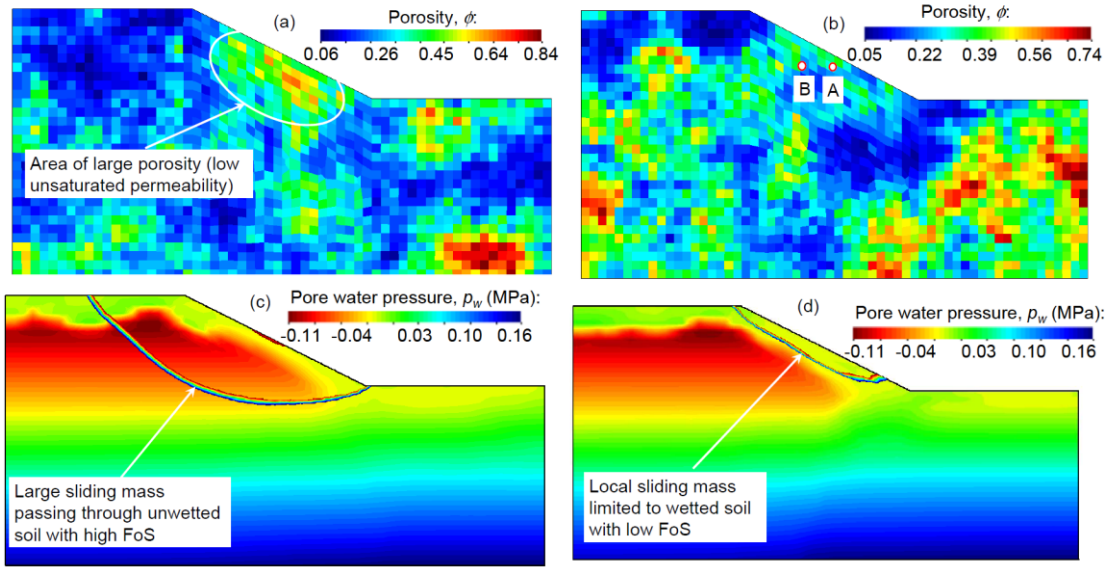 (a)
Porosity, ϕ:
0.06 0.26 0.45 0.64 0.84
Area of large porosity (low
unsaturated permeability)
(b)
Porosity, ϕ:
0.05 0.22 0.39 0.56 0.74
B A
(c)
Pore water pressure, pw (MPa):
-0.11 -0.04 0.03 0.10 0.16
Large sliding mass
passing through unwetted
soil with high FoS
(d)
Pore water pressure, pw (MPa):
-0.11 -0.04 0.03 0.10 0.16
Local sliding mass
limited to wetted soil
with low FoS